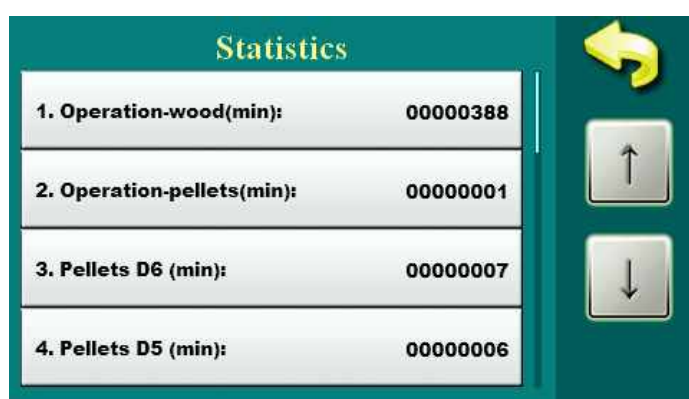 Statistics
1. Operation-wood(min): 00000388
2. Operation-pellets(min): 00000001
3. Pellets D6 (min): 00000007
4. Pellets D5 (min): 00000006